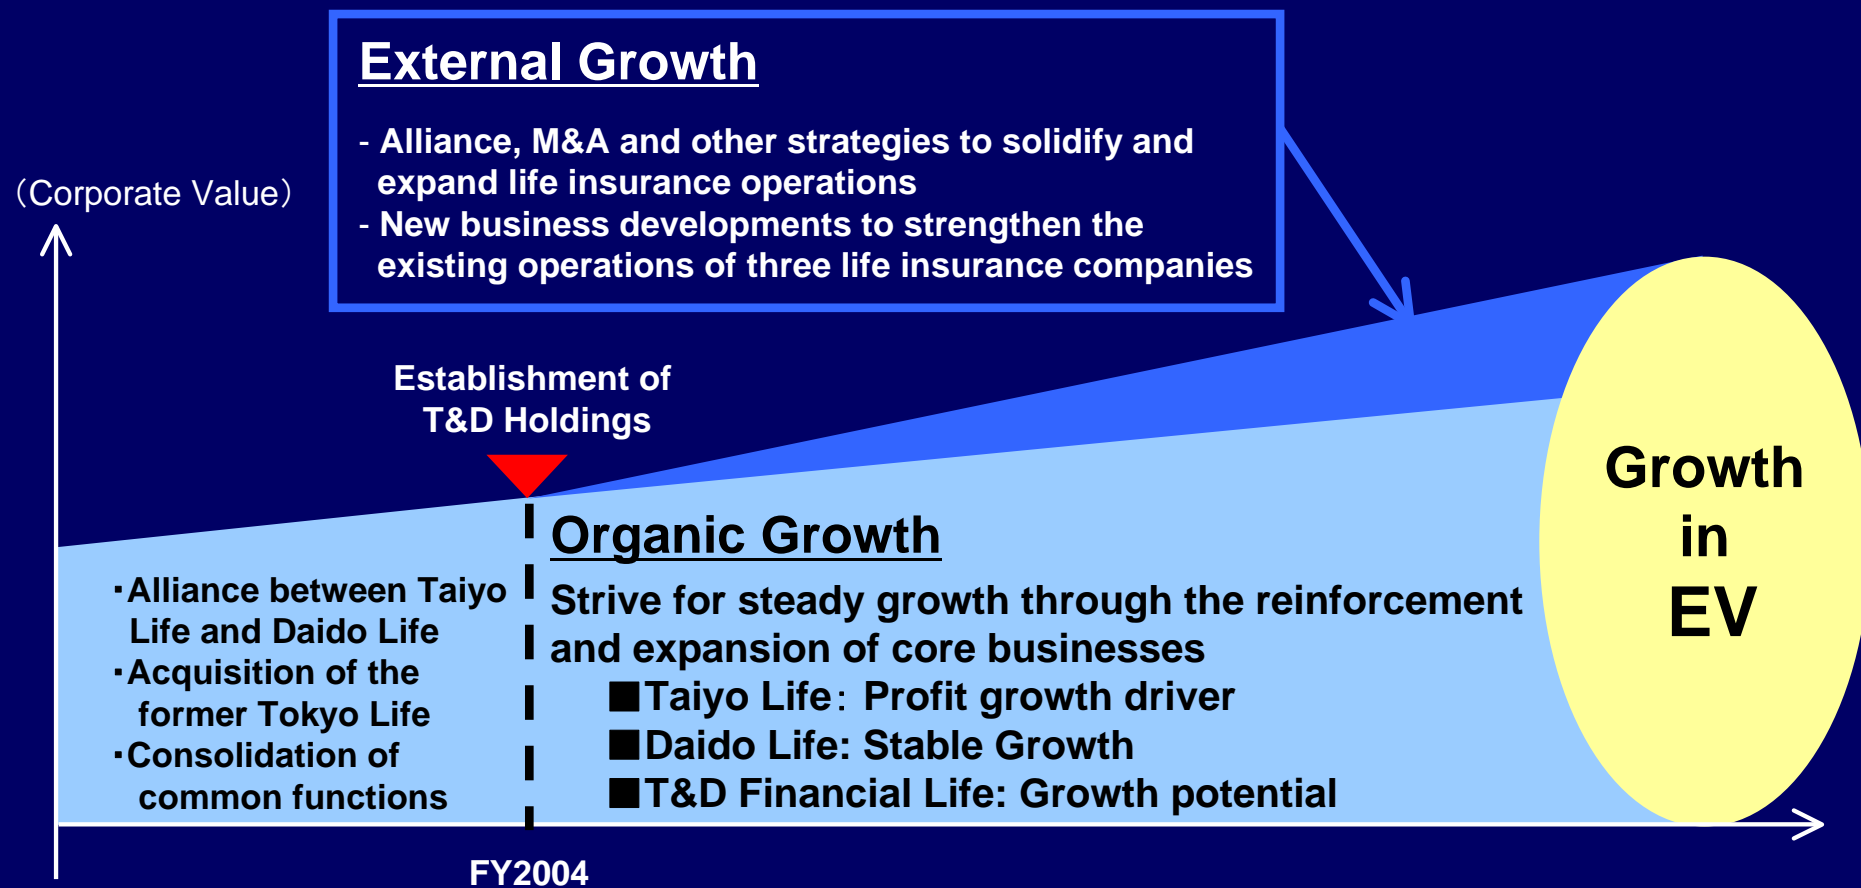 External Growth
- Alliance, M&A and other strategies to solidify and
expand life insurance operations
- New business developments to strengthen the
existing operations of three life insurance companies
（Corporate Value）
Establishment of
T&D Holdings
・Alliance between Taiyo
Life and Daido Life
・Acquisition of the
former Tokyo Life
・Consolidation of
common functions
Organic Growth
Strive for steady growth through the reinforcement
and expansion of core businesses
■Taiyo Life： Profit growth driver
■Daido Life: Stable Growth
■T&D Financial Life: Growth potential
Growth
in
EV
FY2004